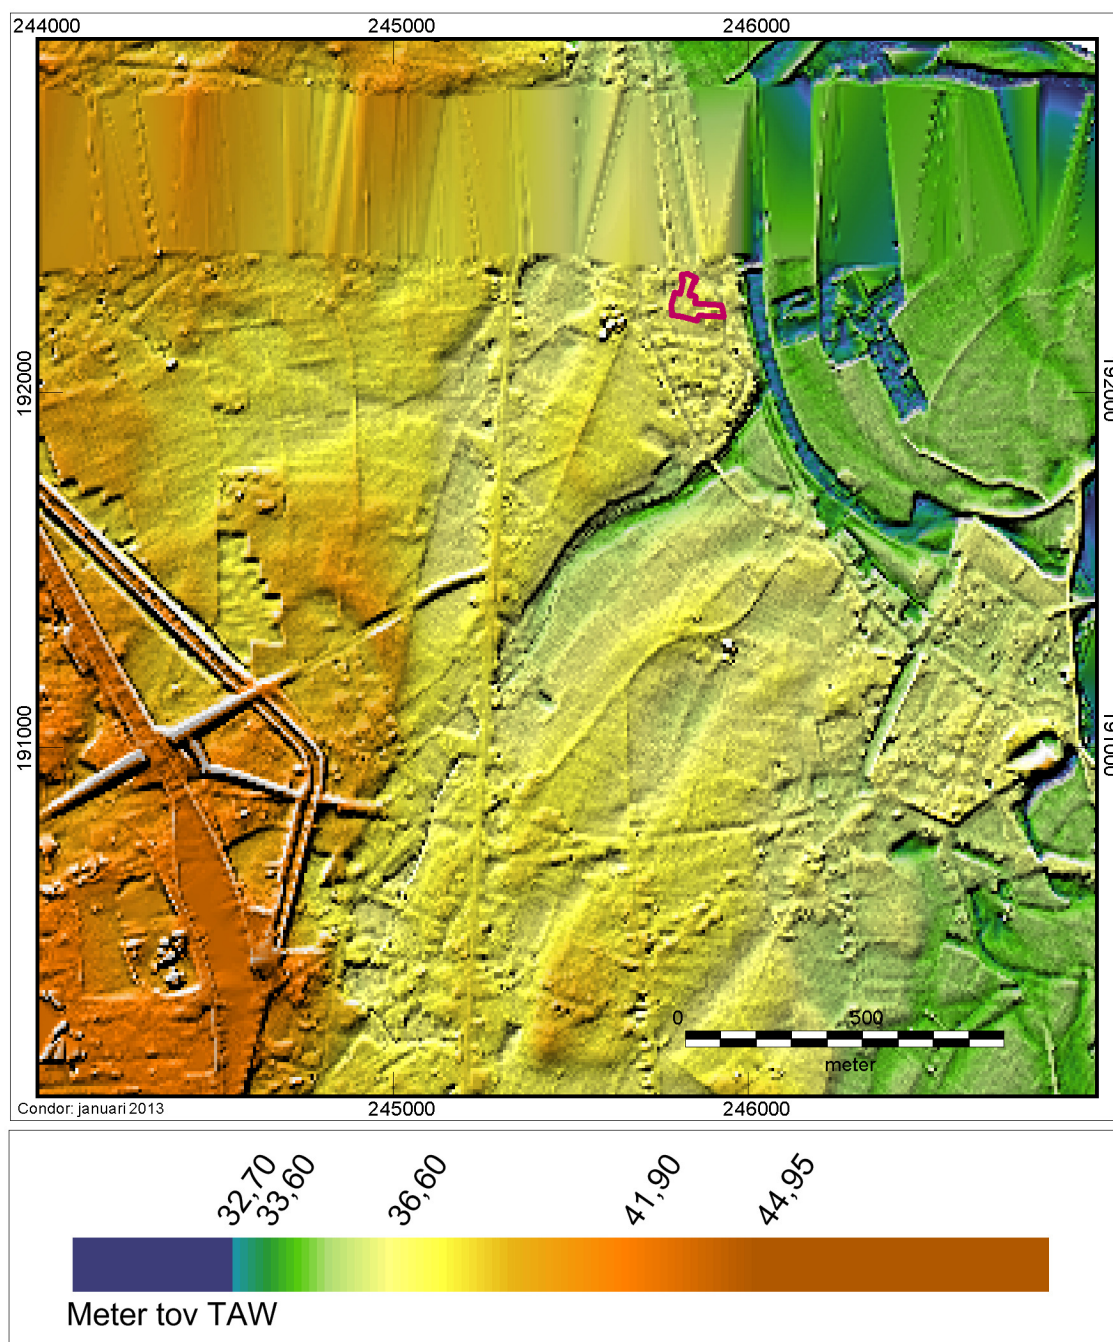 244000 245000 246000
192000 192000
191000 191000
0 500
meter
Condor: januari 2013
245000 246000
32,70 33,60 36,60 41,90 44,95
Meter tov TAW